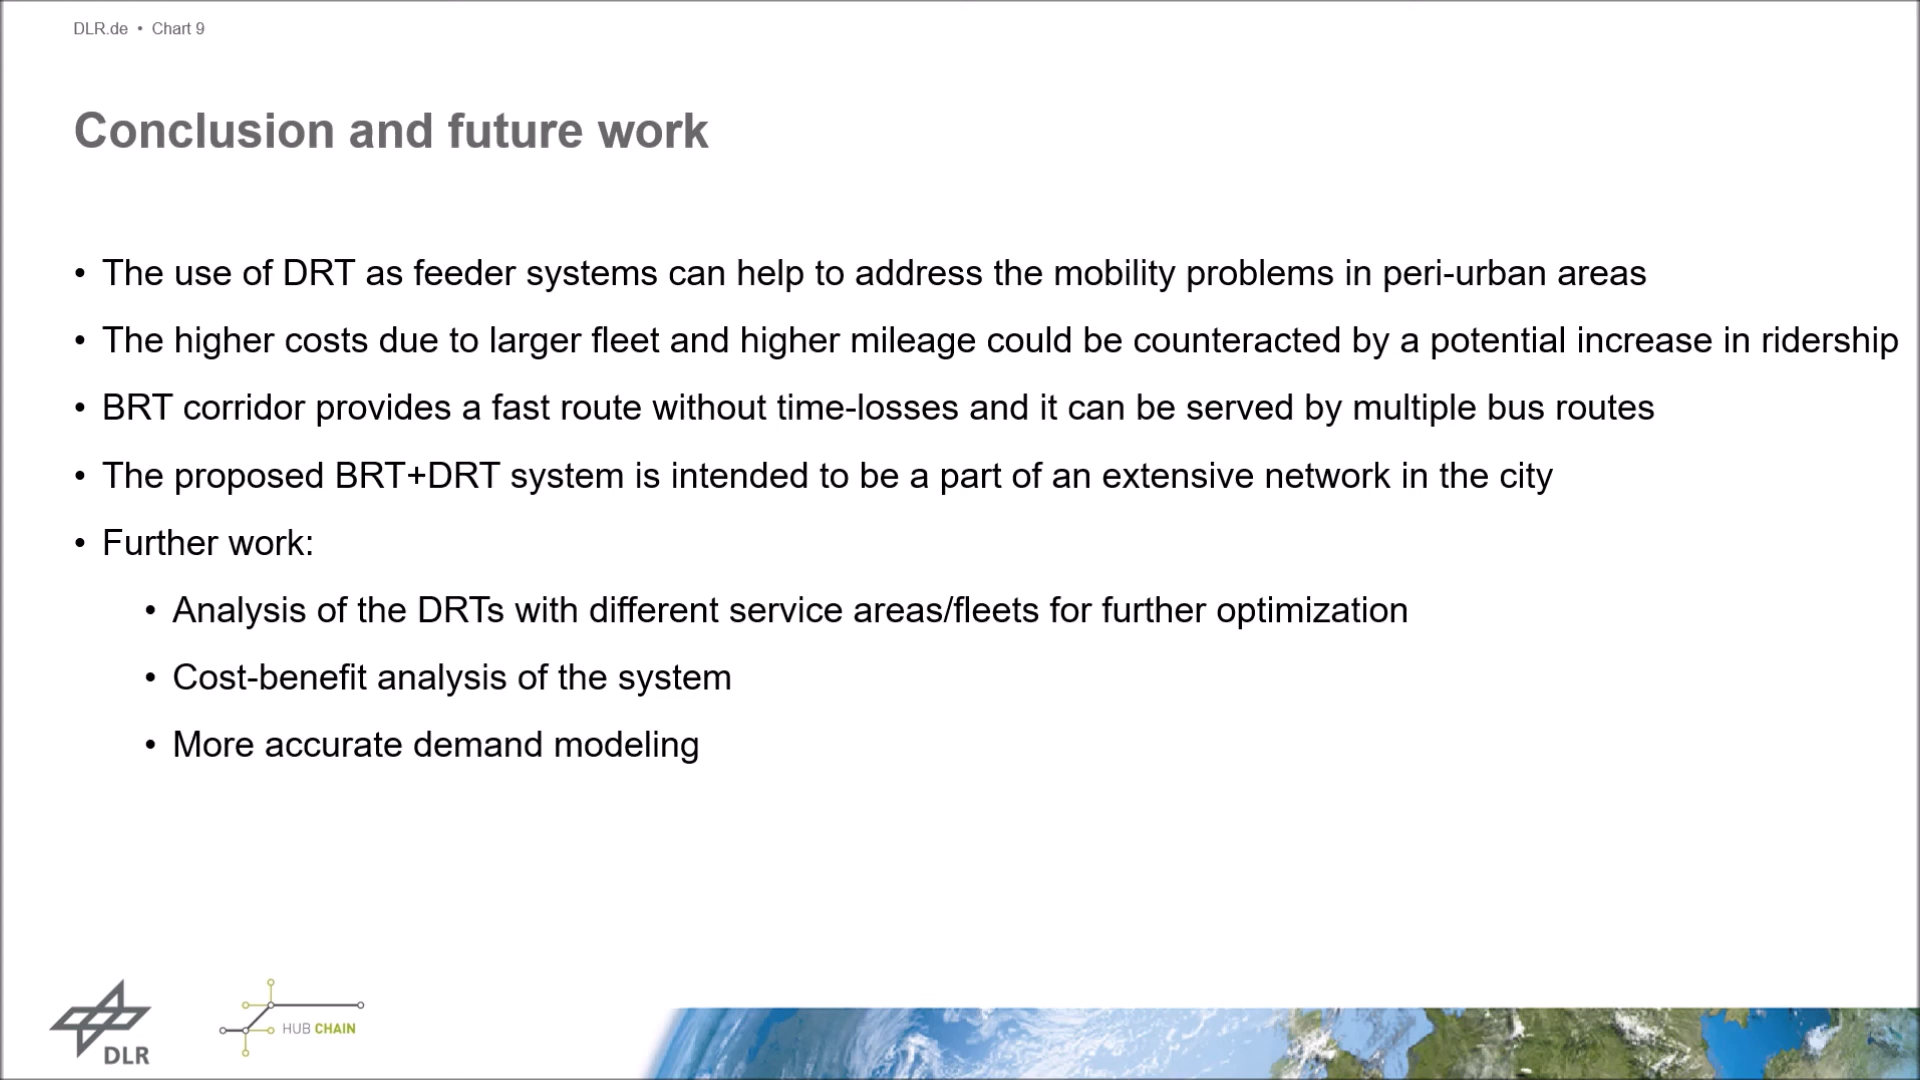 DLR.de • Chart 9
Conclusion and future work
• The use of DRT as feeder systems can help to address the mobility problems in peri-urban areas
• The higher costs due to larger fleet and higher mileage could be counteracted by a potential increase in ridership
• BRT corridor provides a fast route without time-losses and it can be served by multiple bus routes
• The proposed BRT+DRT system is intended to be a part of an extensive network in the city
• Further work:
• Analysis of the DRTs with different service areas/fleets for further optimization
• Cost-benefit analysis of the system
• More accurate demand modeling
HUB CHAIN
DLR